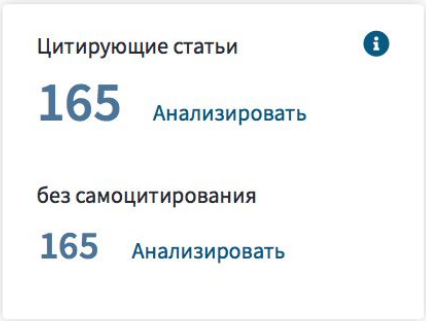 Цитирующие статьи
165 Анализировать
без самоцитирования
165 Анализировать